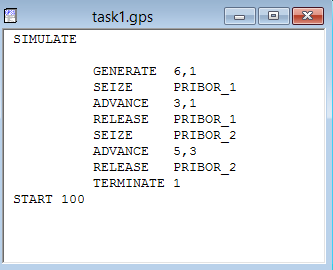 task1.gps
SIMULATE
GENERATE 6,1
SEIZE PRIBOR_1
ADVANCE 3,1
RELEASE PRIBOR_1
SEIZE PRIBOR_2
ADVANCE 5,3
RELEASE PRIBOR_2
TERMINATE 1
START 100